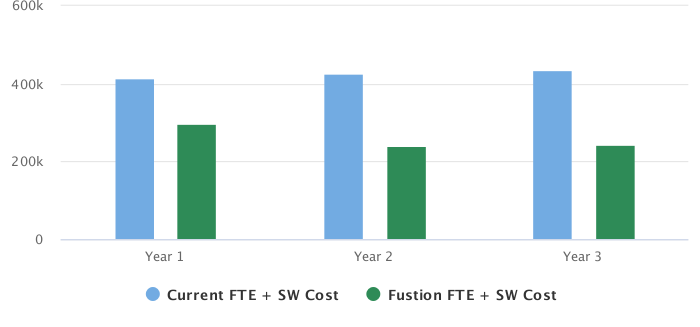 600k
400k
200k
0
Year 1 Year 2 Year 3
Current FTE + SW Cost Fustion FTE + SW Cost